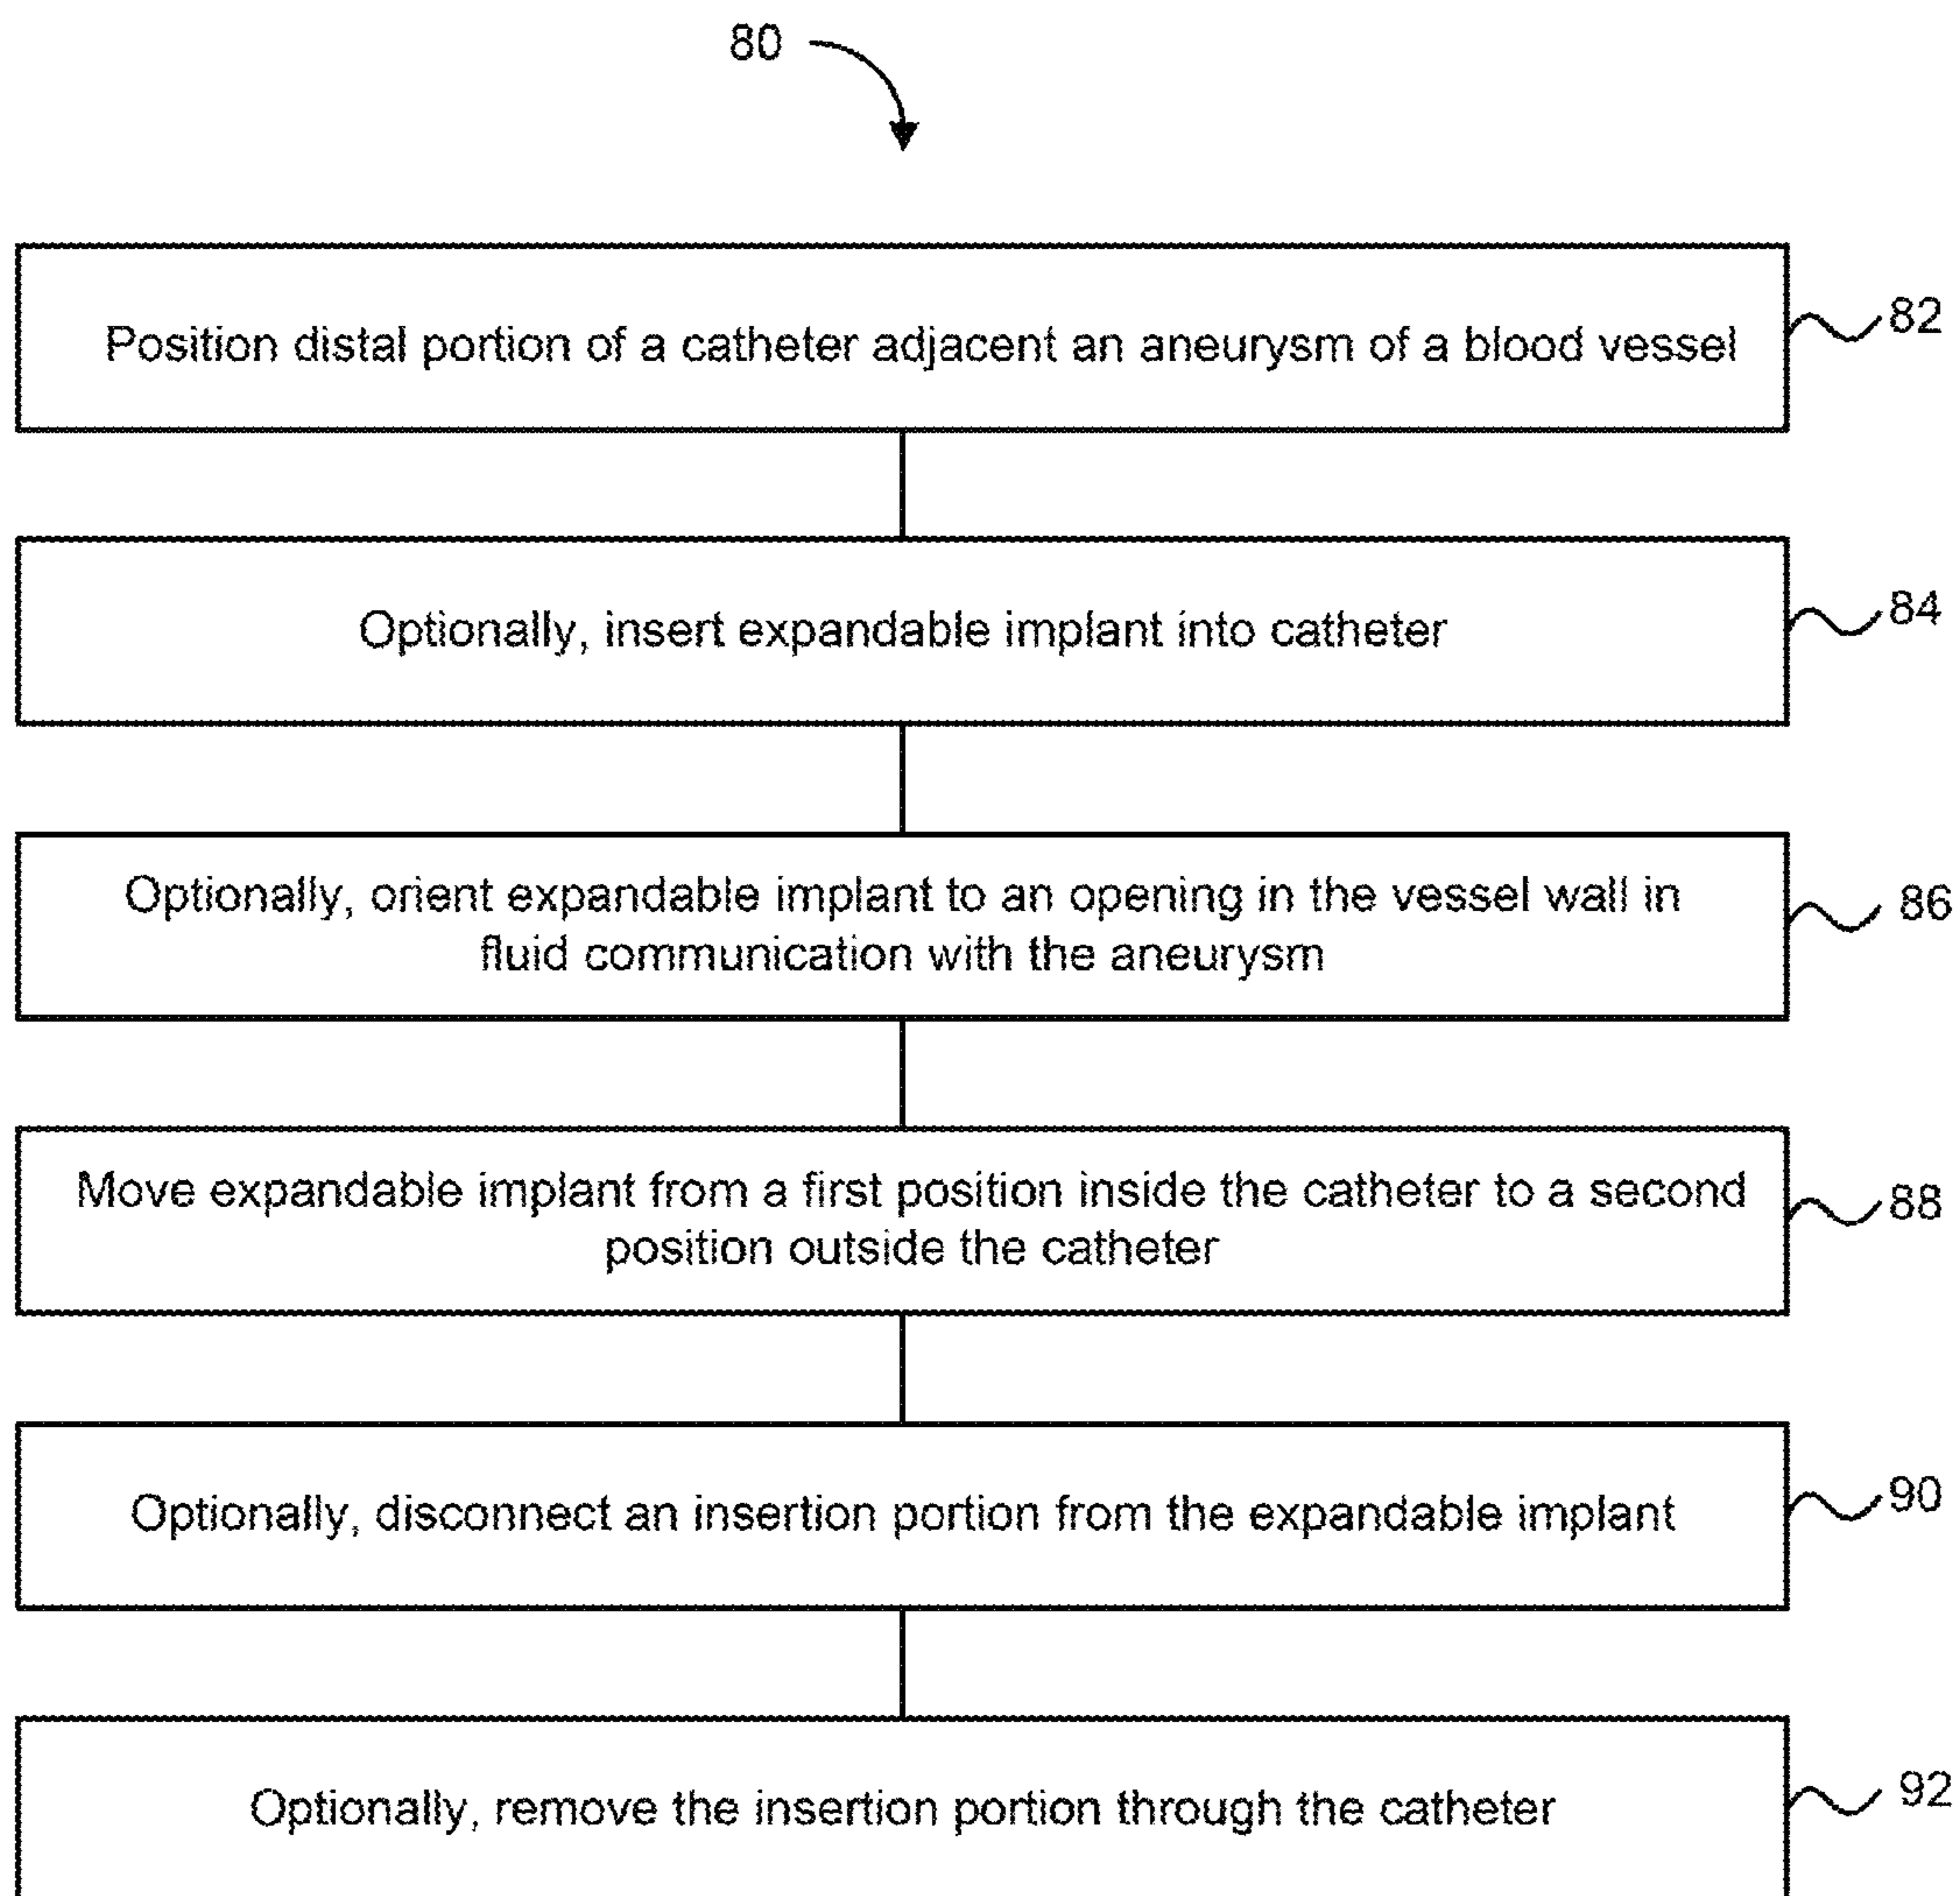 80
Position distal portion of a catheter adjacent an aneurysm of a blood vessel
82
Optionally, insert expandable implant into catheter
84
Optionally, orient expandable implant to an opening in the vessel wall in
fluid communication with the aneurysm
86
Move expandable implant from a first position inside the catheter to a second
position outside the catheter
88
Optionally, disconnect an insertion portion from the expandable implant
90
Optionally, remove the insertion portion through the catheter
92